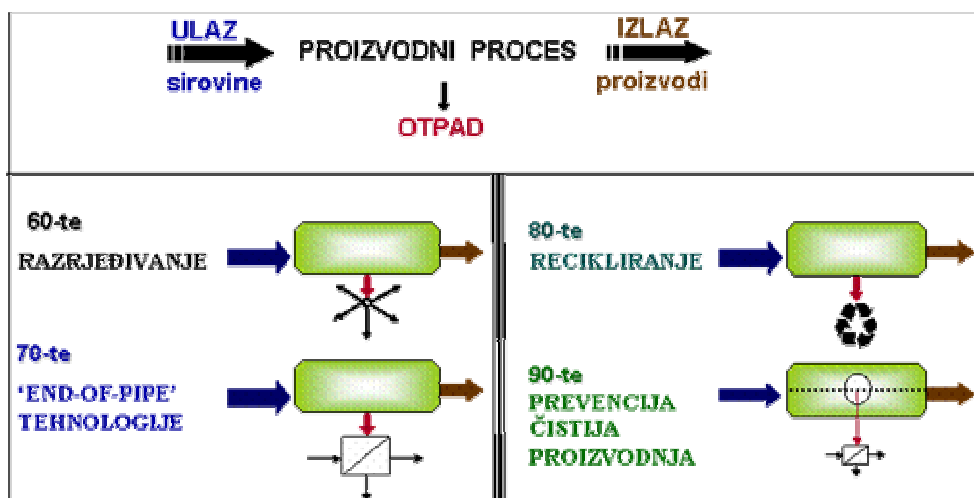 ULAZ
sirovine
PROIZVODNI PROCES
IZLAZ
proizvodi
OTPAD
60-te
RAZRJEĐIVANJE
70-te
'END-OF-PIPE'
TEHNOLOGIJE
80-te
RECIKLIRANJE
90-te
PREVENCIJA
ČISTIJA
PROIZVODNJA